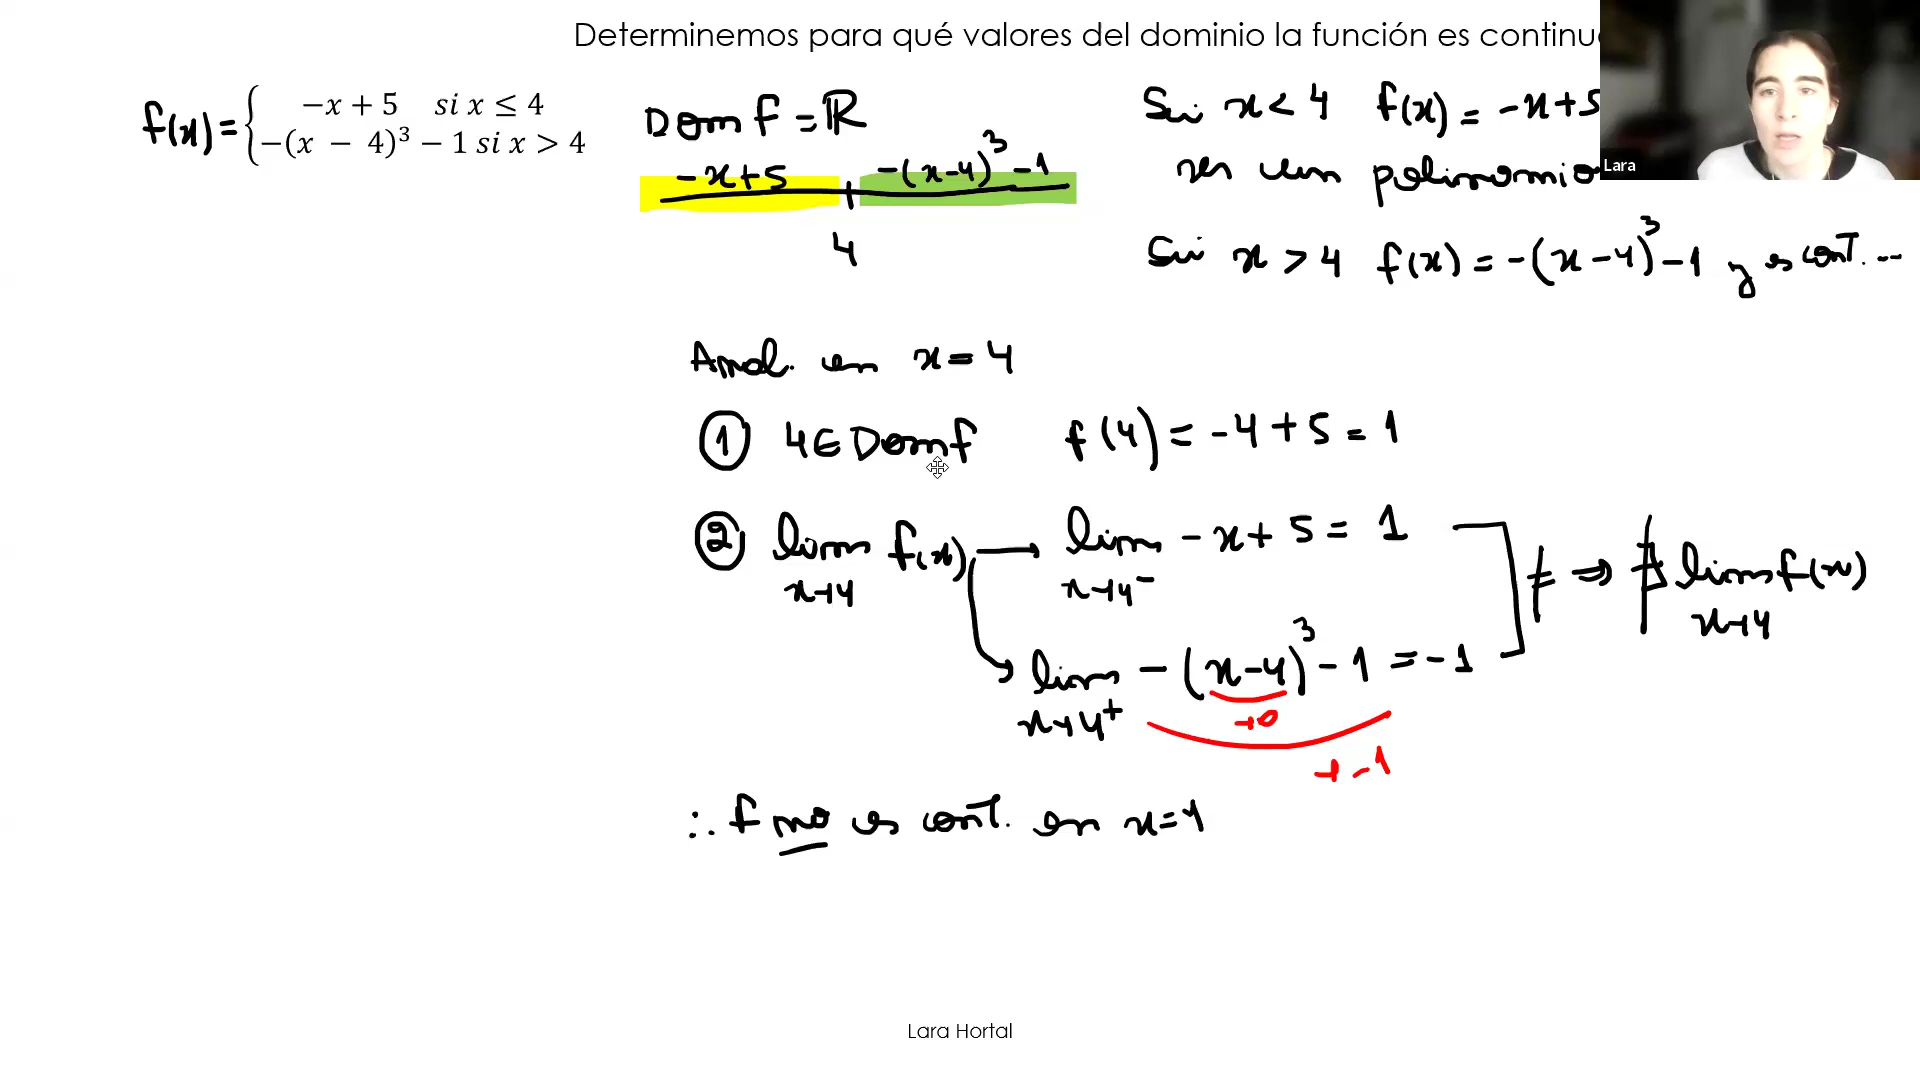 Determinemos para qué valores del dominio la función es continu
f(x) = { -x + 5 si x ≤ 4
-(x - 4)³ - 1 si x > 4
Dom f = ℝ
-x+5 -(x-4)³ -1
4
Si x < 4 f(x) = -x+5
es un polinomio
Si x > 4 f(x) = -(x-4)³-1 y es cont. ...
Lara
Anal. en x = 4
① 4 ∈ Dom f f(4) = -4+5 = 1
② lim f(x) → lim -x+5 = 1
x→4 x→4⁻
≠ ⇒ ∄ lim f(x)
x→4
lim -(x-4)³-1 = -1
x→4⁺
→0
→-1
∴ f no es cont. en x=4
Lara Hortal